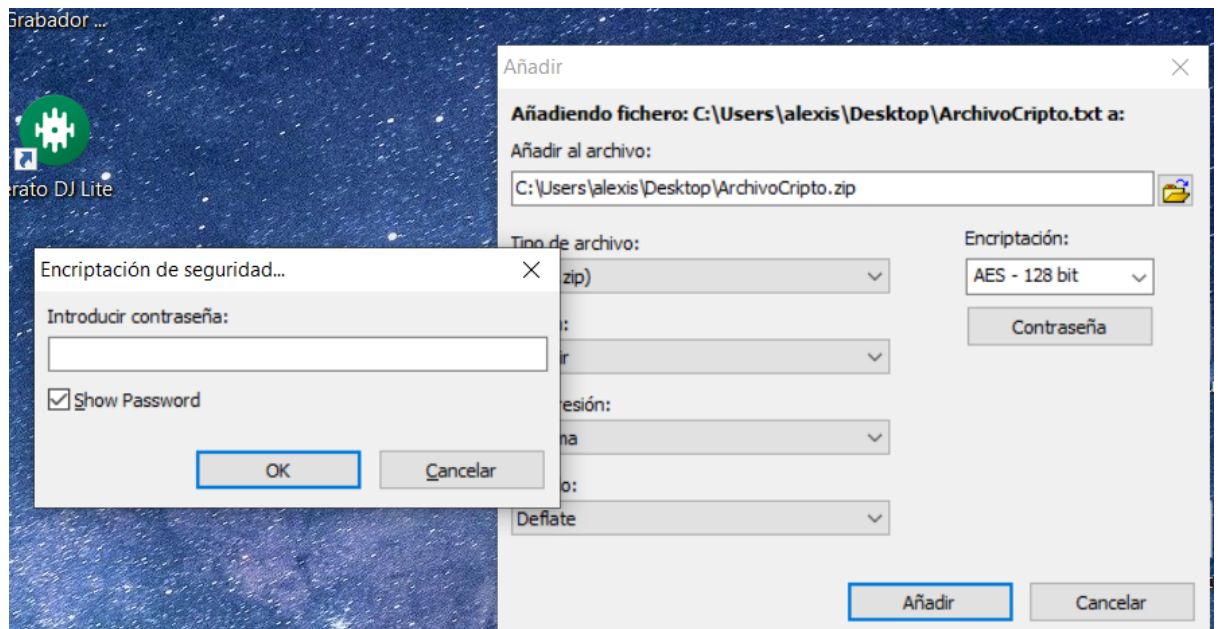 Grabador ...
erato DJ Lite
Añadir
Añadiendo fichero: C:\Users\alexis\Desktop\ArchivoCripto.txt a:
Añadir al archivo:
C:\Users\alexis\Desktop\ArchivoCripto.zip
Tipo de archivo:
zip)
Encriptación:
AES - 128 bit
Contraseña
Deflate
Añadir
Cancelar
Encriptación de seguridad...
Introducir contraseña:
Show Password
OK
Cancelar